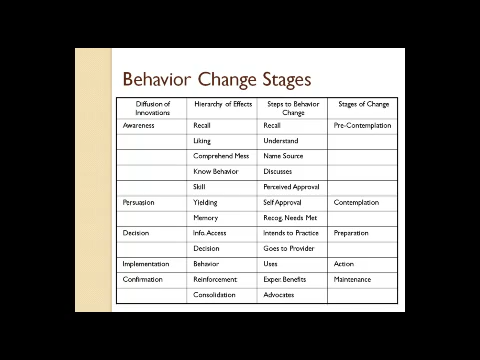 Behavior Change Stages
Diffusion of Innovations Hierarchy of Effects Steps to Behavior Change Stages of Change
Awareness Recall Recall Pre-Contemplation
Liking Understand
Comprehend Mess Name Source
Know Behavior Discusses
Skill Perceived Approval
Persuasion Yielding Self Approval Contemplation
Memory Recog. Needs Met
Decision Info. Access Intends to Practice Preparation
Decision Goes to Provider
Implementation Behavior Uses Action
Confirmation Reinforcement Exper. Benefits Maintenance
Consolidation Advocates